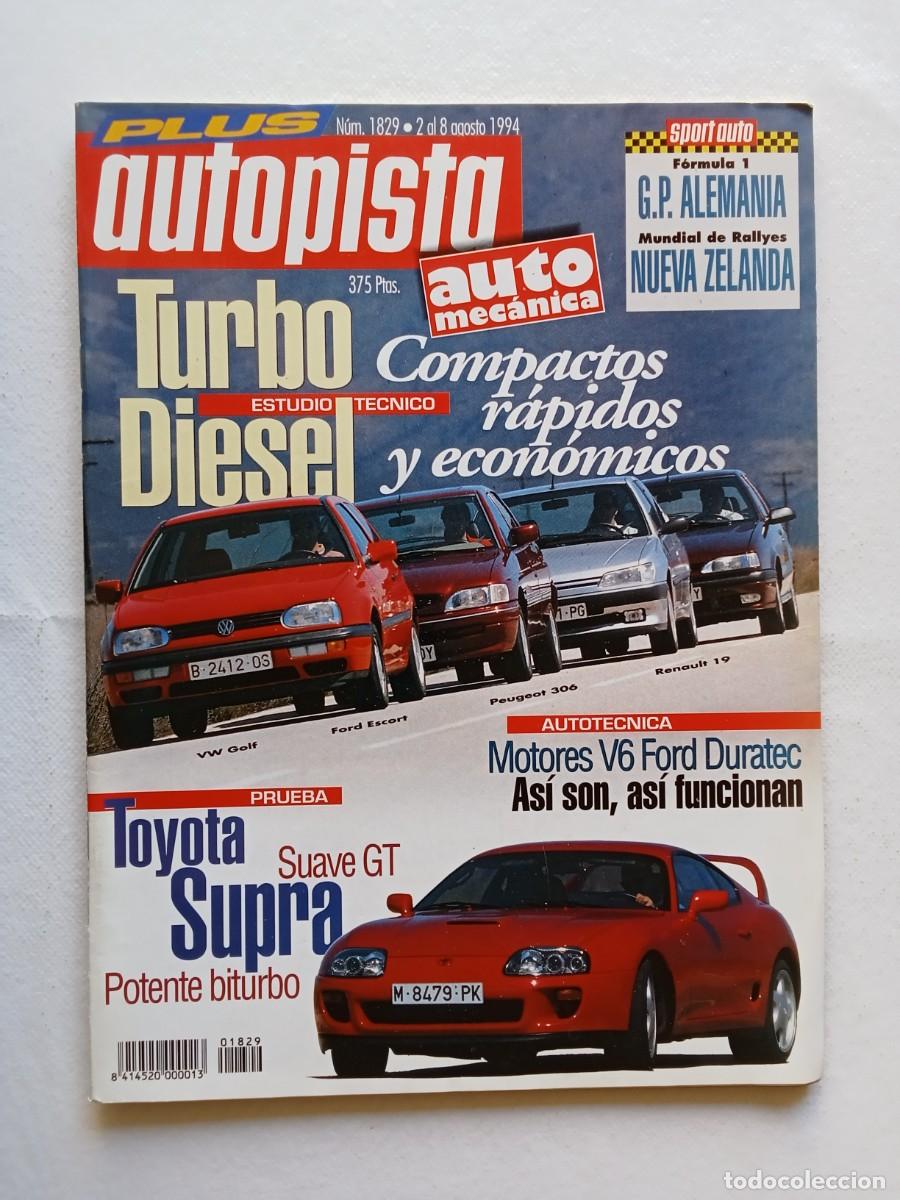 PLUS
Núm. 1829 • 2 al 8 agosto 1994
autopista
375 Ptas.
auto
mecánica
sport auto
Fórmula 1
G.P. ALEMANIA
Mundial de Rallyes
NUEVA ZELANDA
Turbo
ESTUDIO TECNICO
Diesel
Compactos
rápidos
y económicos
B-2412-OS
DY
1-PG
Y
VW Golf
Ford Escort
Peugeot 306
Renault 19
AUTOTECNICA
Motores V6 Ford Duratec
Así son, así funcionan
PRUEBA
Toyota
Supra
Suave GT
Potente biturbo
M-8479-PK
01829
8 414520 000013
todocoleccion